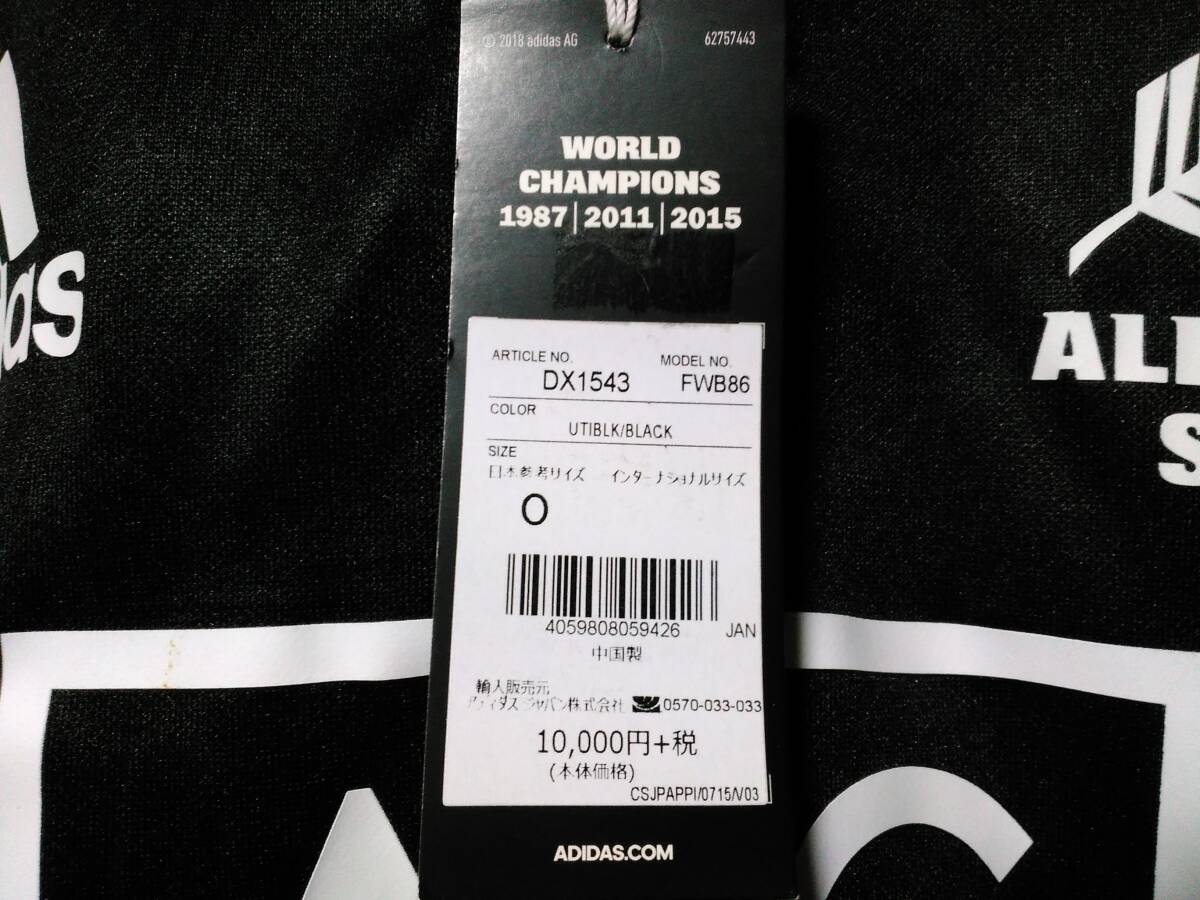 © 2018 adidas AG 62757443
WORLD
CHAMPIONS
1987|2011|2015
das
ALL
S
ARTICLE NO. MODEL NO.
DX1543 FWB86
COLOR
UTIBLK/BLACK
SIZE
日本参考サイズ インターナショナルサイズ
O
4059808059426 JAN
中国製
輸入販売元
アディダス ジャパン株式会社 0570-033-033
10,000円+税
(本体価格)
CSJPAPPI/0715/V03
ADIDAS.COM